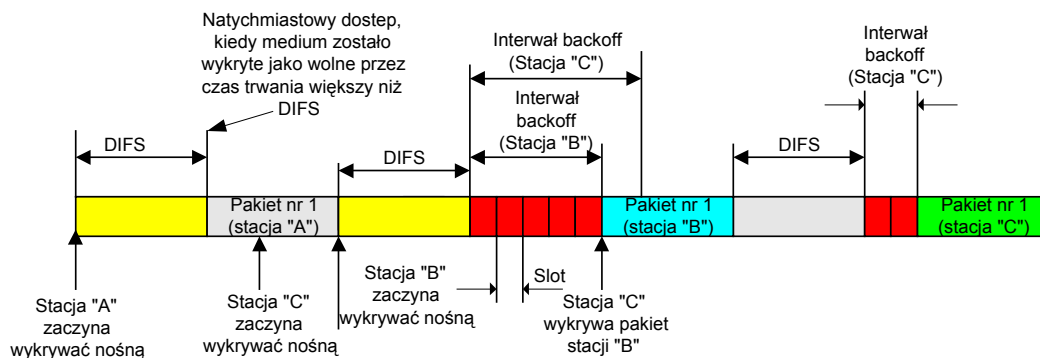 Natychmiastowy dostep,
kiedy medium zostało
wykryte jako wolne przez
czas trwania większy niż
DIFS
Interwał backoff
(Stacja "C")
Interwał
backoff
(Stacja "C")
Interwał
backoff
(Stacja "B")
DIFS
DIFS
DIFS
Pakiet nr 1
(stacja "A")
Pakiet nr 1
(stacja "B")
Pakiet nr 1
(stacja "C")
Stacja "A"
zaczyna
wykrywać nośną
Stacja "C"
zaczyna
wykrywać nośną
Stacja "B"
zaczyna
wykrywać nośną
Slot
Stacja "C"
wykrywa pakiet
stacji "B"